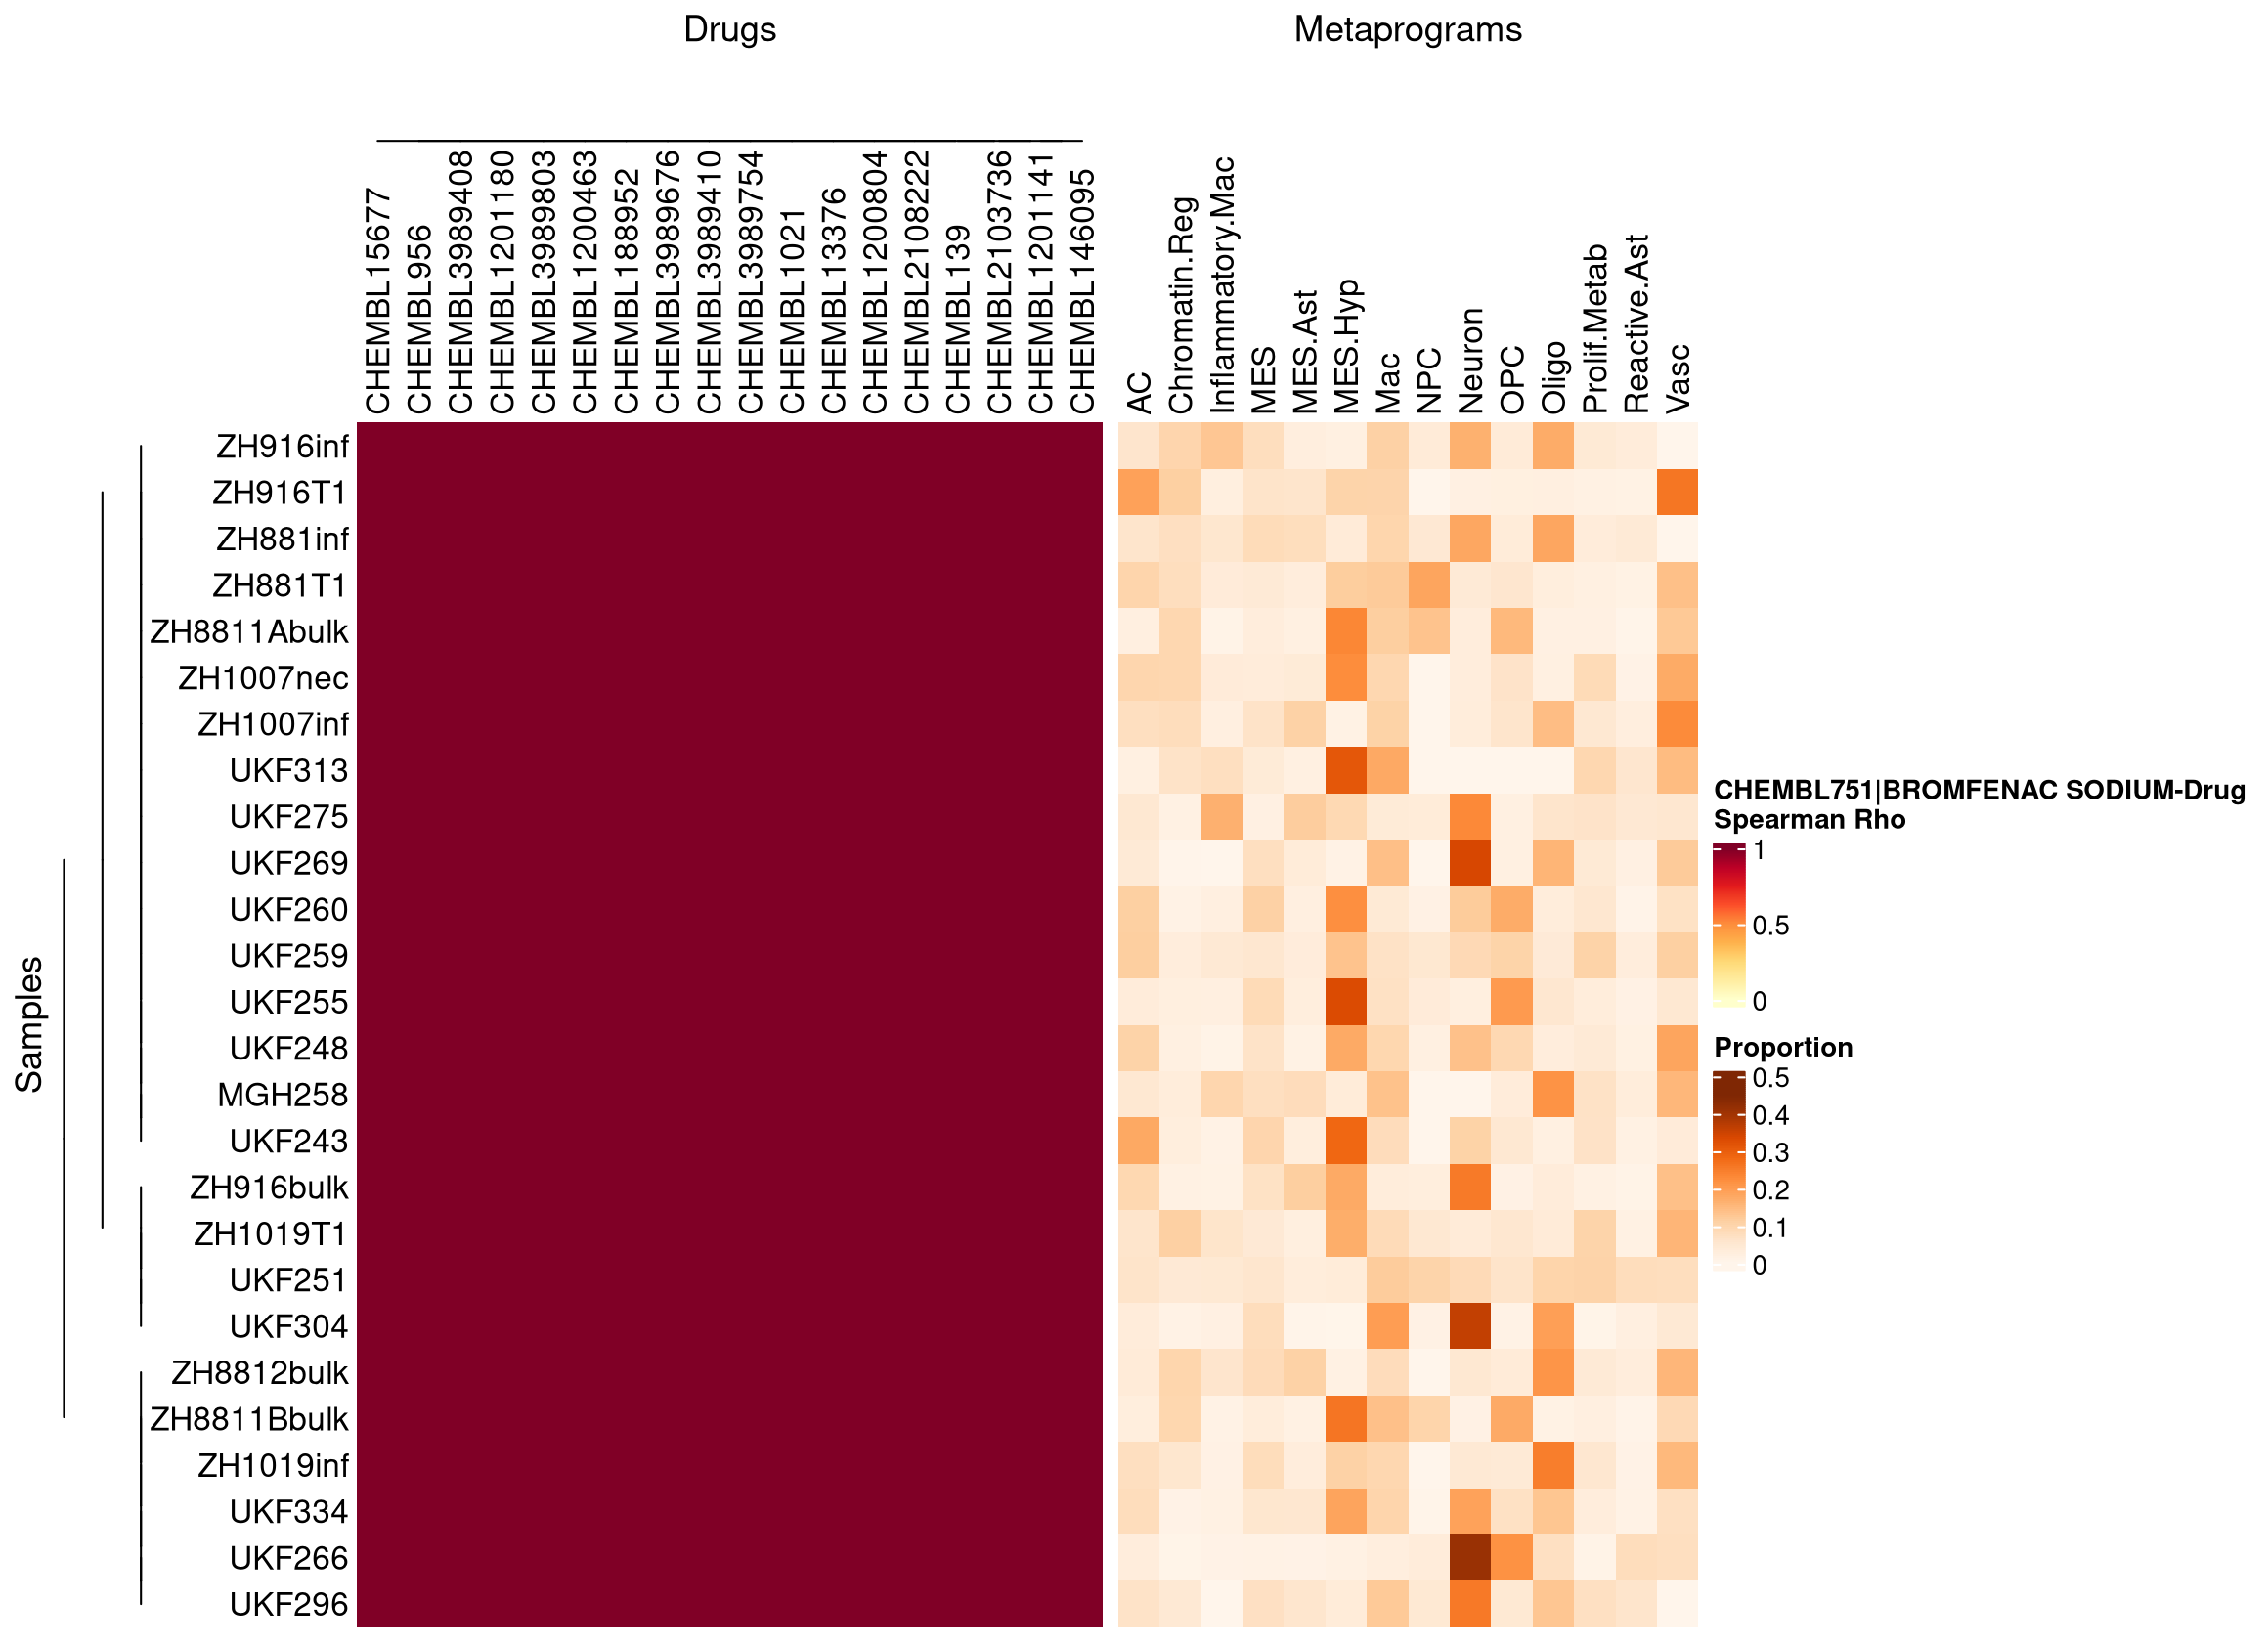 Drugs
Metaprograms
CHEMBL15677
CHEMBL956
CHEMBL3989408
CHEMBL1201180
CHEMBL3989803
CHEMBL1200463
CHEMBL188952
CHEMBL3989676
CHEMBL3989410
CHEMBL3989754
CHEMBL1021
CHEMBL13376
CHEMBL1200804
CHEMBL2108222
CHEMBL139
CHEMBL2103736
CHEMBL1201141
CHEMBL146095
AC
Chromatin.Reg
Inflammatory.Mac
MES
MES.Ast
MES.Hyp
Mac
NPC
Neuron
OPC
Oligo
Prolif.Metab
Reactive.Ast
Vasc
Samples
ZH916inf
ZH916T1
ZH881inf
ZH881T1
ZH8811Abulk
ZH1007nec
ZH1007inf
UKF313
UKF275
UKF269
UKF260
UKF259
UKF255
UKF248
MGH258
UKF243
ZH916bulk
ZH1019T1
UKF251
UKF304
ZH8812bulk
ZH8811Bbulk
ZH1019inf
UKF334
UKF266
UKF296
CHEMBL751|BROMFENAC SODIUM-Drug
Spearman Rho
1
0.5
0
Proportion
0.5
0.4
0.3
0.2
0.1
0